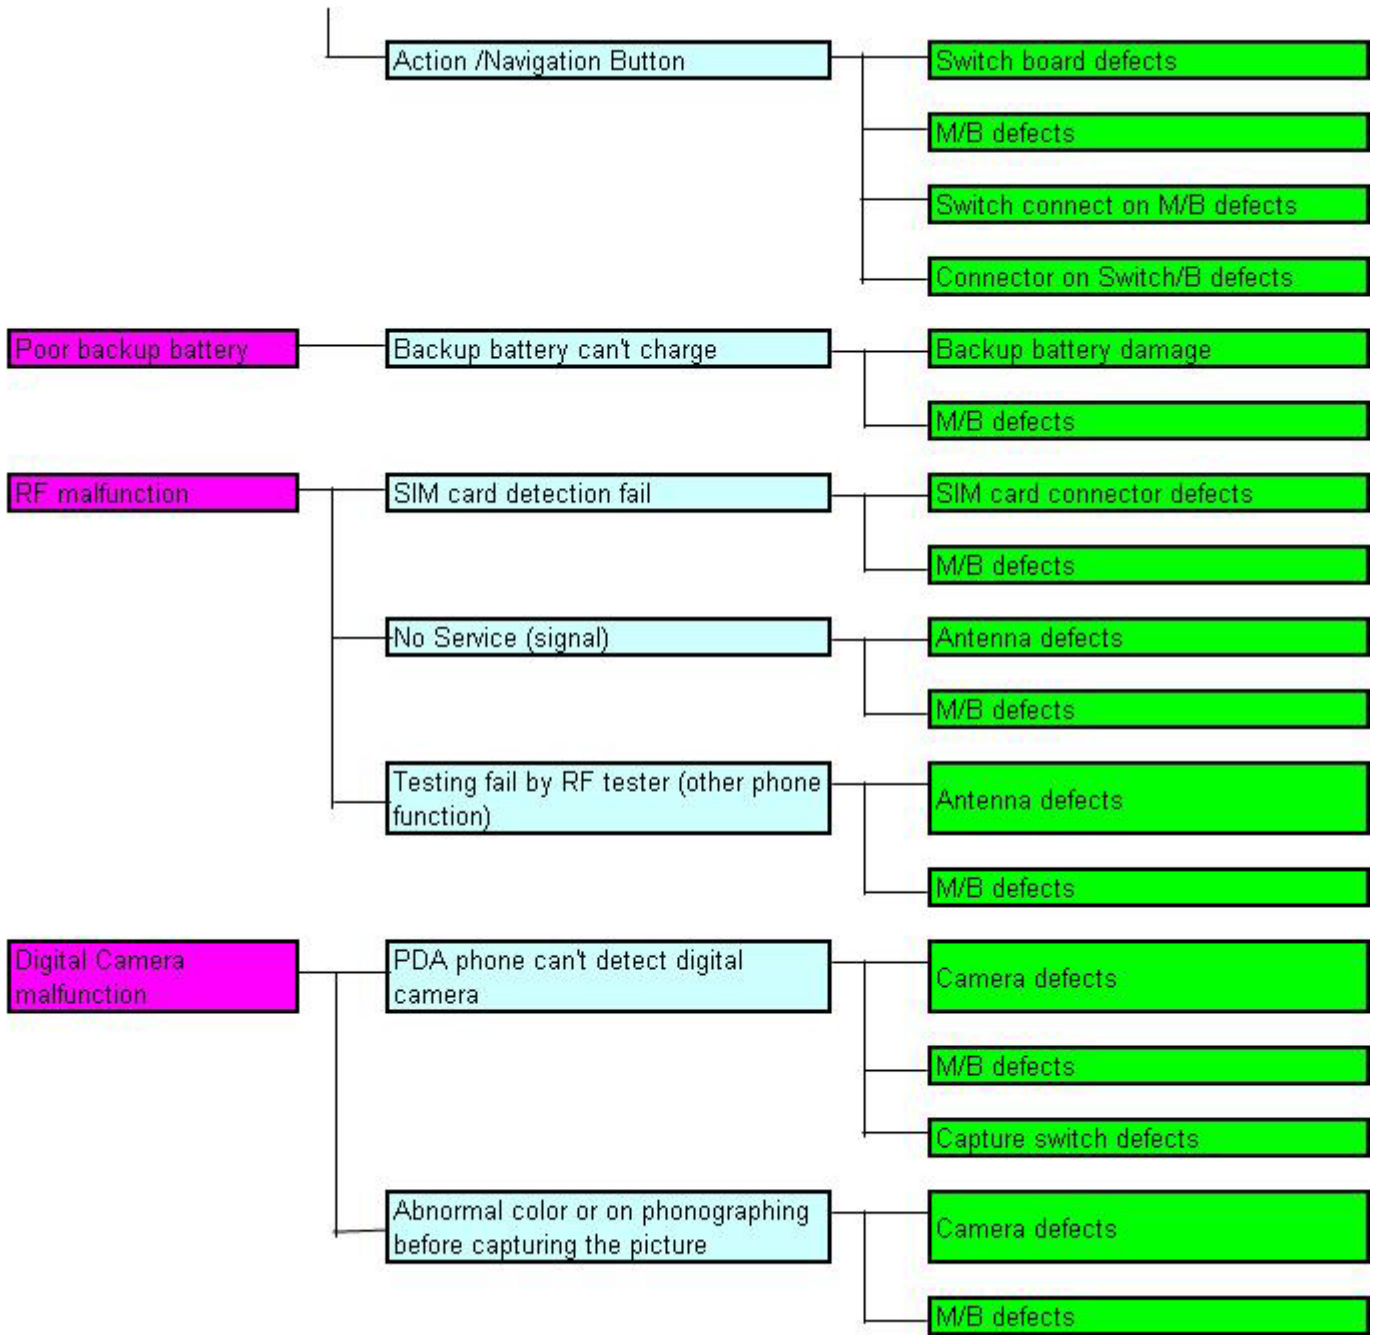 Action /Navigation Button
Switch board defects
M/B defects
Switch connect on M/B defects
Connector on Switch/B defects
Poor backup battery
Backup battery can't charge
Backup battery damage
M/B defects
RF malfunction
SIM card detection fail
SIM card connector defects
M/B defects
No Service (signal)
Antenna defects
M/B defects
Testing fail by RF tester (other phone
function)
Antenna defects
M/B defects
Digital Camera
malfunction
PDA phone can't detect digital
camera
Camera defects
M/B defects
Capture switch defects
Abnormal color or on phonographing
before capturing the picture
Camera defects
M/B defects